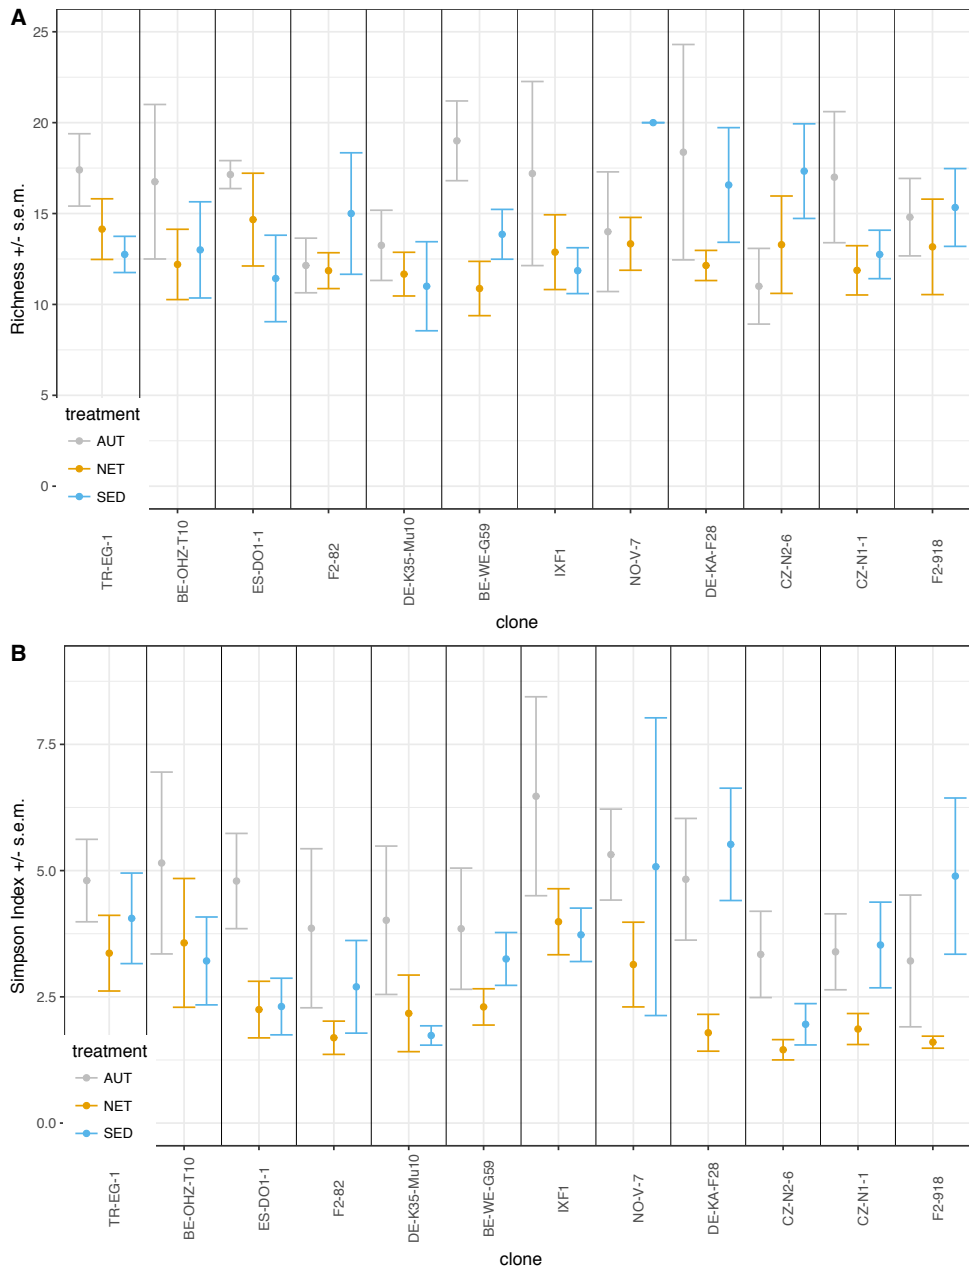 A
Richness +/- s.e.m.
25
20
15
10
5
0
treatment
AUT
NET
SED
TR-EG-1
BE-OHZ-T10
ES-DO1-1
F2-82
DE-K35-Mu10
BE-WE-G59
IXF1
NO-V-7
DE-KA-F28
CZ-N2-6
CZ-N1-1
F2-918
clone
B
Simpson Index +/- s.e.m.
7.5
5.0
2.5
0.0
treatment
AUT
NET
SED
TR-EG-1
BE-OHZ-T10
ES-DO1-1
F2-82
DE-K35-Mu10
BE-WE-G59
IXF1
NO-V-7
DE-KA-F28
CZ-N2-6
CZ-N1-1
F2-918
clone